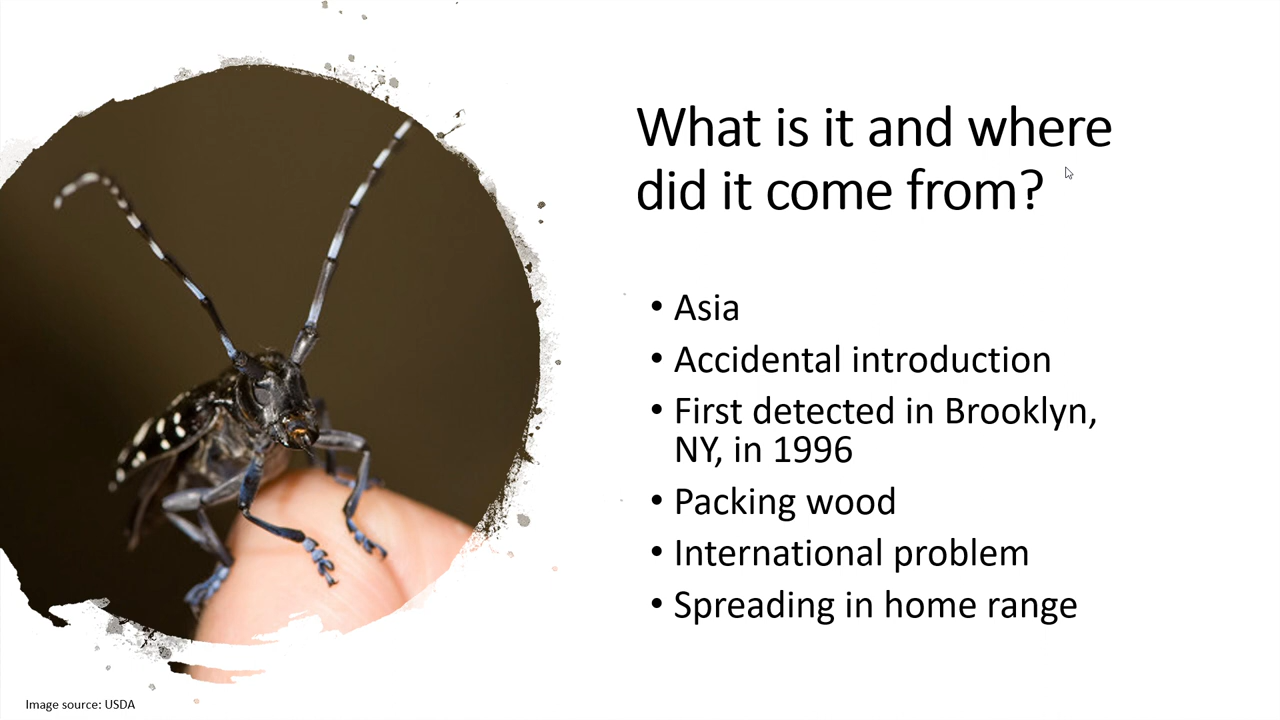 What is it and where
did it come from?
• Asia
• Accidental introduction
• First detected in Brooklyn,
NY, in 1996
• Packing wood
• International problem
• Spreading in home range
Image source: USDA